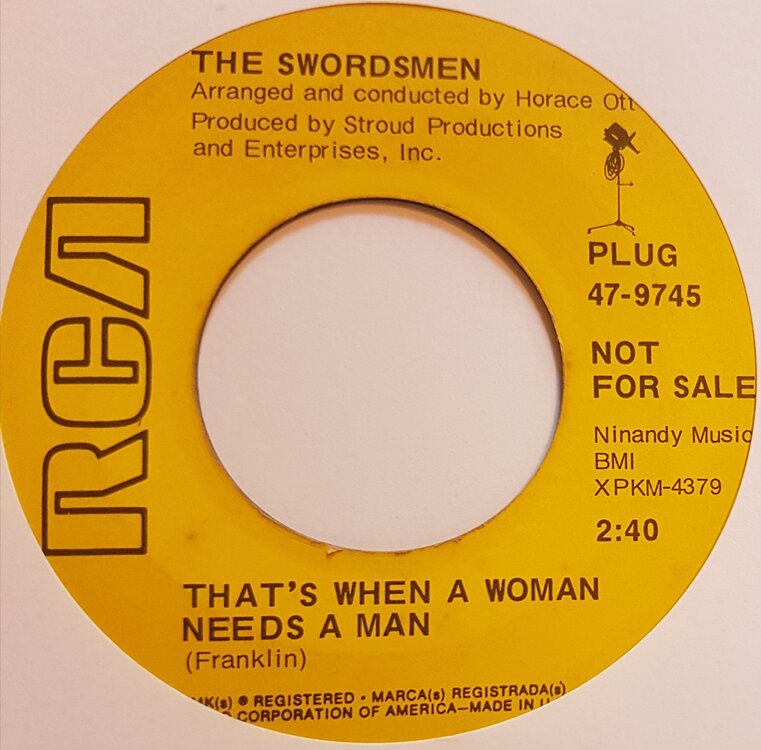 THE SWORDSMEN
Arranged and conducted by Horace Ott
Produced by Stroud Productions
and Enterprises, Inc.
RCA
PLUG
47-9745
NOT
FOR SALE
Ninandy Music
BMI
XPKM-4379
2:40
THAT'S WHEN A WOMAN
NEEDS A MAN
(Franklin)
MK(s) ® REGISTERED • MARCA(s) REGISTRADA(s)
CORPORATION OF AMERICA—MADE IN